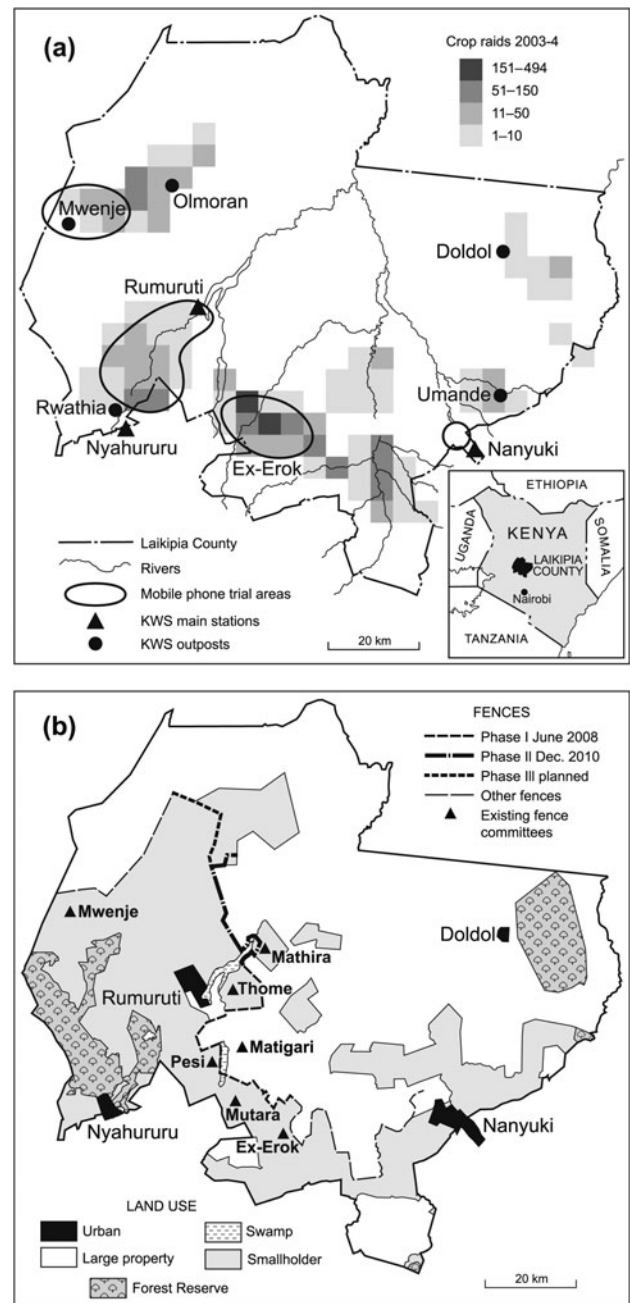 (a)
Crop raids 2003-4
151–494
51–150
11–50
1–10
Mwenje
Olmoran
Doldol
Rumuruti
Umande
Rwathia
Nyahururu
Ex-Erok
Nanyuki
Laikipia County
Rivers
Mobile phone trial areas
KWS main stations
KWS outposts
20 km
ETHIOPIA
UGANDA
KENYA
SOMALIA
LAIKIPIA
COUNTY
Nairobi
TANZANIA
(b)
FENCES
Phase I June 2008
Phase II Dec. 2010
Phase III planned
Other fences
Existing fence
committees
Mwenje
Doldol
Mathira
Rumuruti
Thome
Matigari
Pesi
Mutara
Nyahururu
Ex-Erok
Nanyuki
LAND USE
Urban
Swamp
Large property
Smallholder
Forest Reserve
20 km